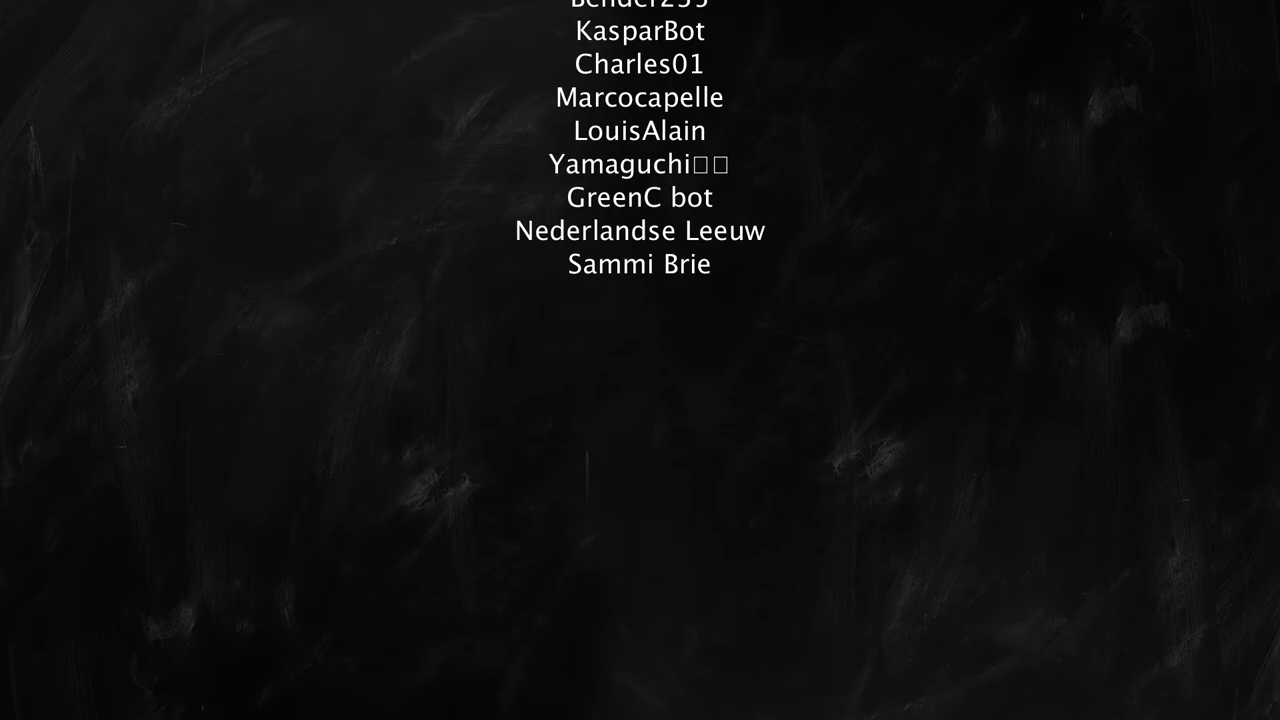 KasparBot
Charles01
Marcocapelle
LouisAlain
Yamaguchi□□
GreenC bot
Nederlandse Leeuw
Sammi Brie